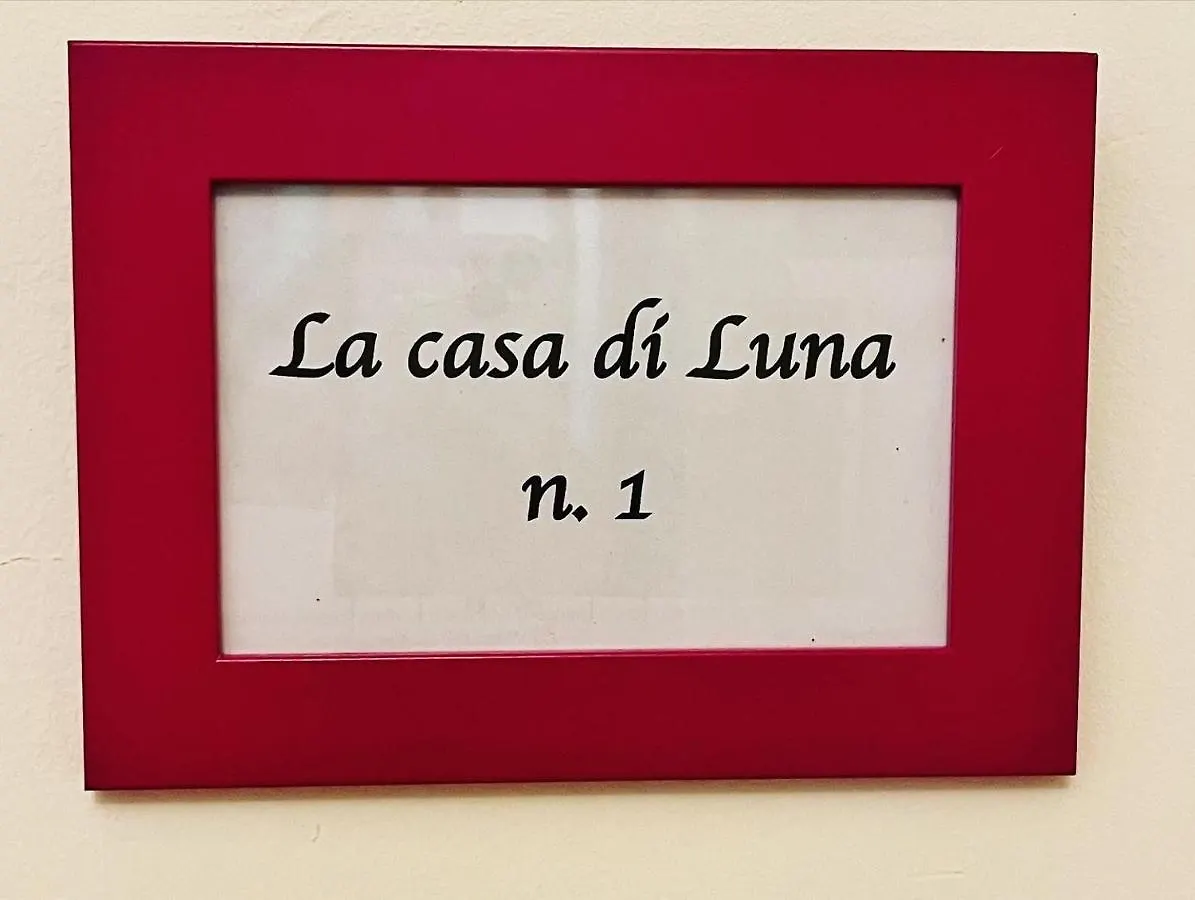 La casa di Luna
n. 1